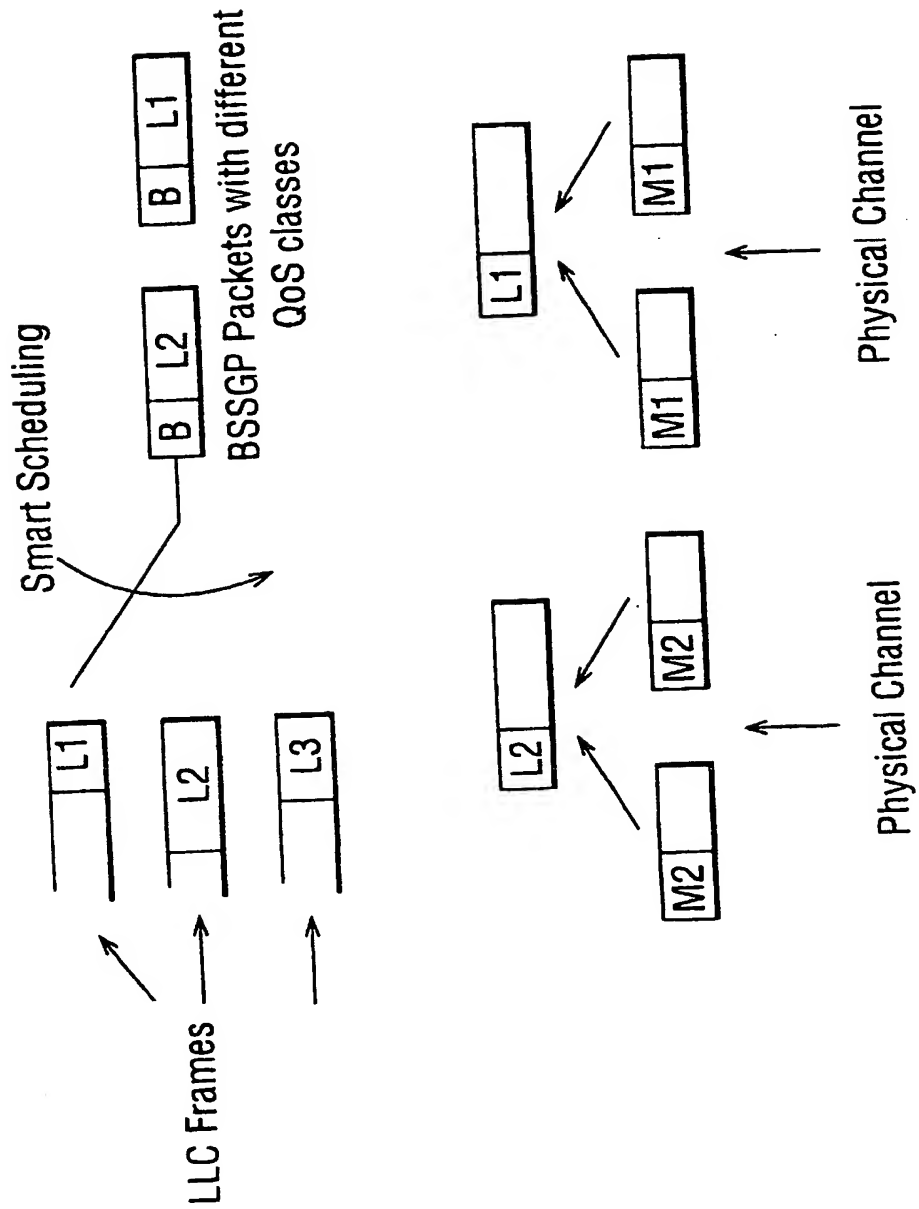 Smart Scheduling
L1
L2
L3
LLC Frames
B L2
B L1
BSSGP Packets with different
QoS classes
L2
L1
M2
M2
M1
M1
Physical Channel
Physical Channel